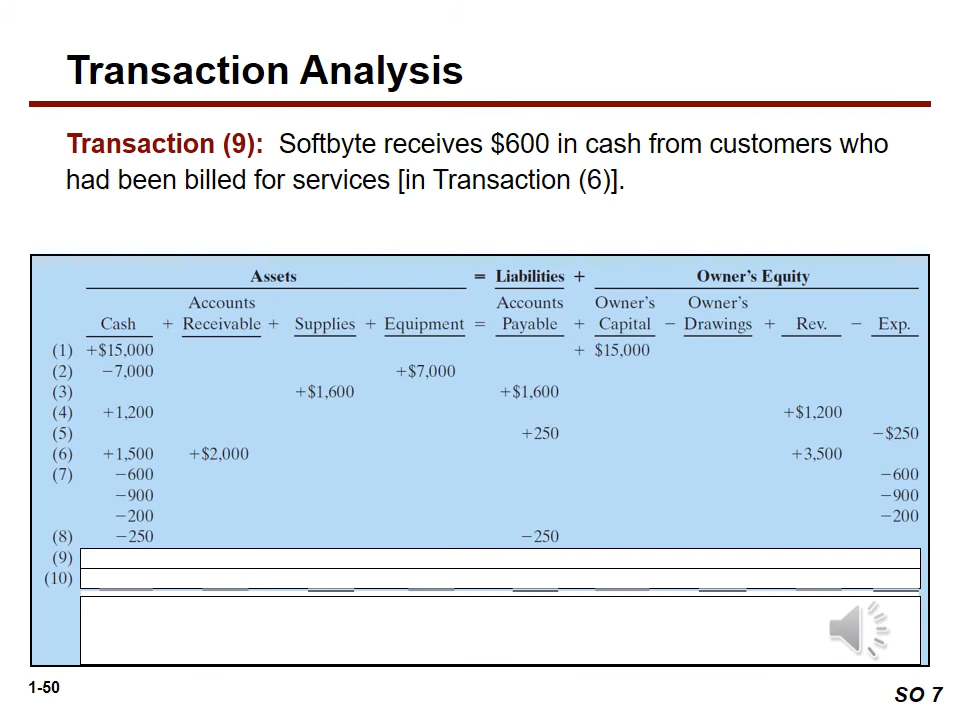 Transaction Analysis
Transaction (9): Softbyte receives $600 in cash from customers who
had been billed for services [in Transaction (6)].
Assets = Liabilities + Owner's Equity
Accounts Accounts Owner's Owner's
Cash + Receivable + Supplies + Equipment = Payable + Capital − Drawings + Rev. − Exp.
(1) +$15,000 + $15,000
(2) −7,000 +$7,000
(3) +$1,600 +$1,600
(4) +1,200 +$1,200
(5) +250 −$250
(6) +1,500 +$2,000 +3,500
(7) −600 −600
−900 −900
−200 −200
(8) −250 −250
(9)
(10)
1-50
SO 7